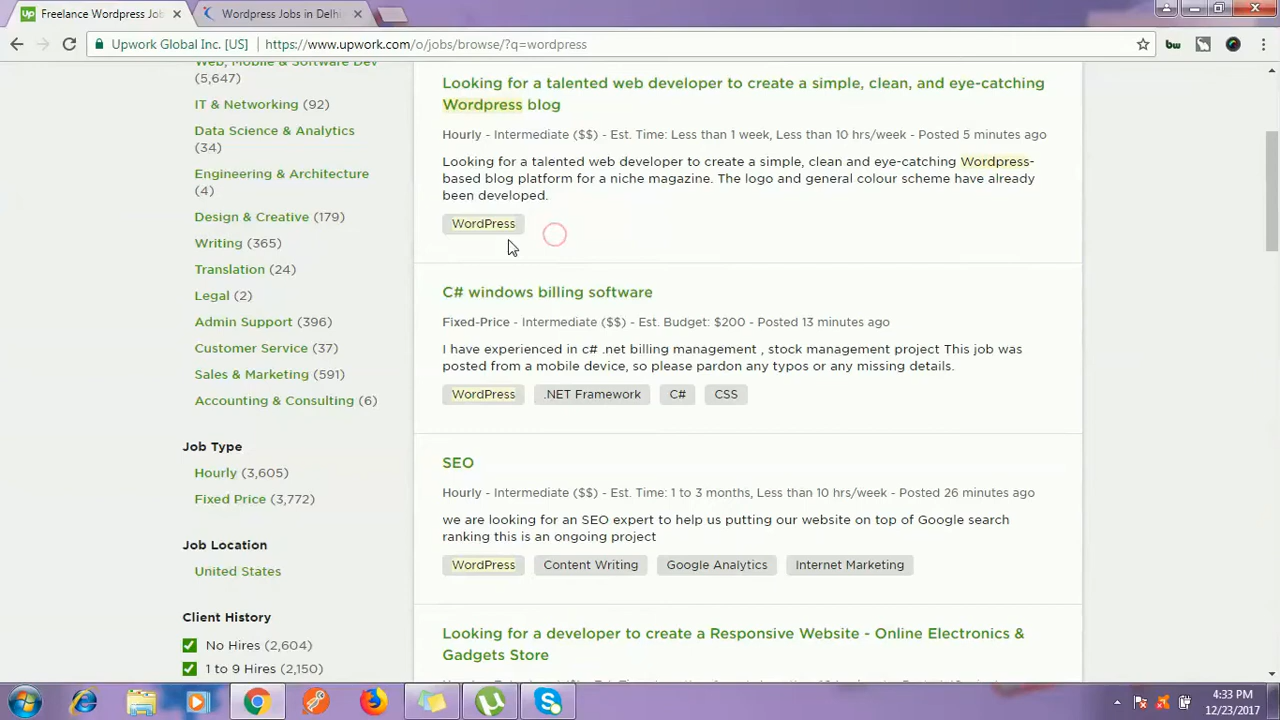 Freelance Wordpress Jo
Wordpress Jobs in Delhi
Upwork Global Inc. [US]
https://www.upwork.com/o/jobs/browse/?q=wordpress
Web, Mobile & Software Dev
(5,647)
IT & Networking (92)
Data Science & Analytics
(34)
Engineering & Architecture
(4)
Design & Creative (179)
Writing (365)
Translation (24)
Legal (2)
Admin Support (396)
Customer Service (37)
Sales & Marketing (591)
Accounting & Consulting (6)
Job Type
Hourly (3,605)
Fixed Price (3,772)
Job Location
United States
Client History
No Hires (2,604)
1 to 9 Hires (2,150)
Looking for a talented web developer to create a simple, clean, and eye-catching
Wordpress blog
Hourly - Intermediate ($$) - Est. Time: Less than 1 week, Less than 10 hrs/week - Posted 5 minutes ago
Looking for a talented web developer to create a simple, clean and eye-catching Wordpress-
based blog platform for a niche magazine. The logo and general colour scheme have already
been developed.
WordPress
C# windows billing software
Fixed-Price - Intermediate ($$) - Est. Budget: $200 - Posted 13 minutes ago
I have experienced in c# .net billing management , stock management project This job was
posted from a mobile device, so please pardon any typos or any missing details.
WordPress .NET Framework C# CSS
SEO
Hourly - Intermediate ($$) - Est. Time: 1 to 3 months, Less than 10 hrs/week - Posted 26 minutes ago
we are looking for an SEO expert to help us putting our website on top of Google search
ranking this is an ongoing project
WordPress Content Writing Google Analytics Internet Marketing
Looking for a developer to create a Responsive Website - Online Electronics &
Gadgets Store
4:33 PM
12/23/2017